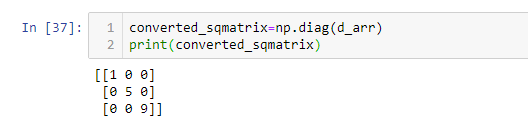 In [37]:
1 converted_sqmatrix=np.diag(d_arr)
2 print(converted_sqmatrix)
[[1 0 0]
 [0 5 0]
 [0 0 9]]